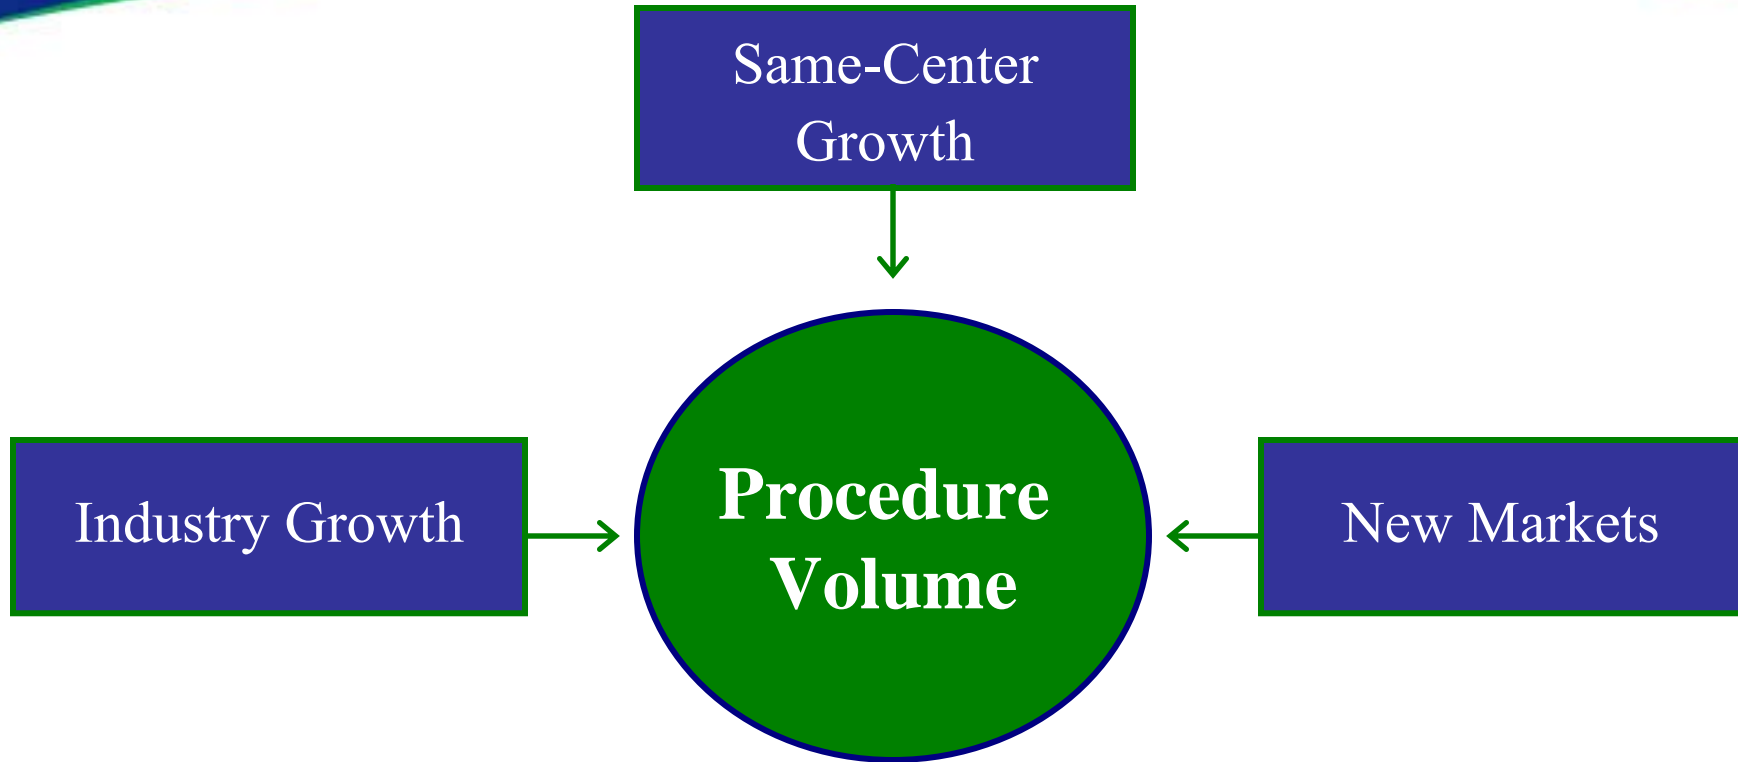 Same-Center
Growth
Industry Growth
Procedure
Volume
New Markets